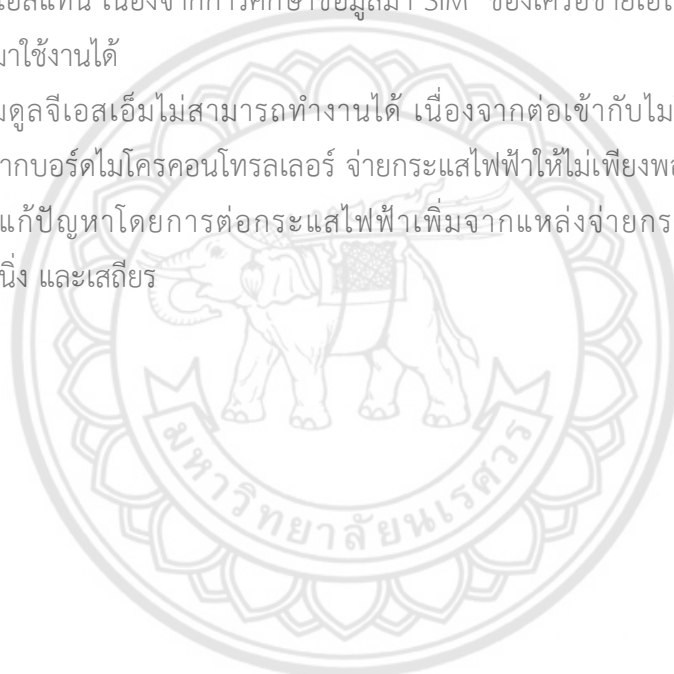 เอสแทน เนื่องจากการศึกษาข้อมูลมา SIM ของเครือข่ายเอเ
มาใช้งานได้
มดูลจีเอสเอ็มไม่สามารถทำงานได้ เนื่องจากต่อเข้ากับไม
ากบอร์ดไมโครคอนโทรลเลอร์ จ่ายกระแสไฟฟ้าให้ไม่เพียงพล
แก้ปัญหาโดยการต่อกระแสไฟฟ้าเพิ่มจากแหล่งจ่ายกร
นิ่ง และเสถียร
มหาวิทยาลัยนเรศวร